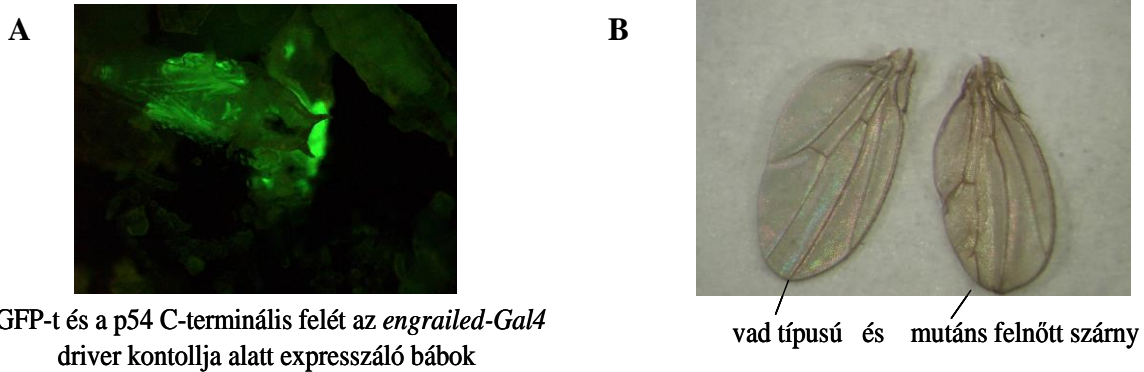 A
B
GFP-t és a p54 C-terminális felét az engrailed-Gal4
driver kontollja alatt expresszáló bábok
vad típusú és mutáns felnőtt szárny